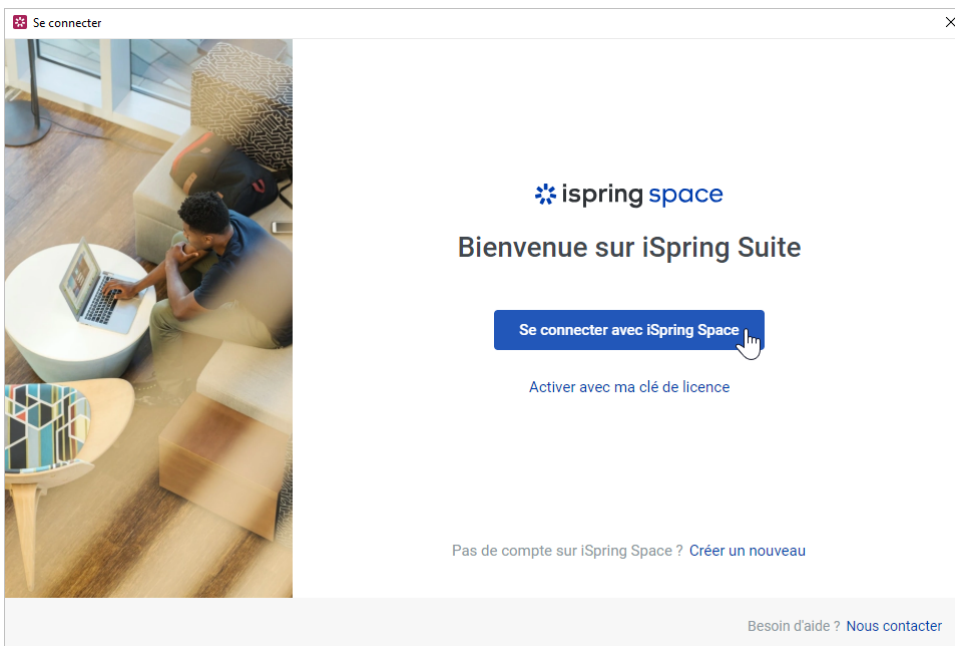 Se connecter
ispring space
Bienvenue sur iSpring Suite
Se connecter avec iSpring Space
Activer avec ma clé de licence
Pas de compte sur iSpring Space ? Créer un nouveau
Besoin d'aide ? Nous contacter